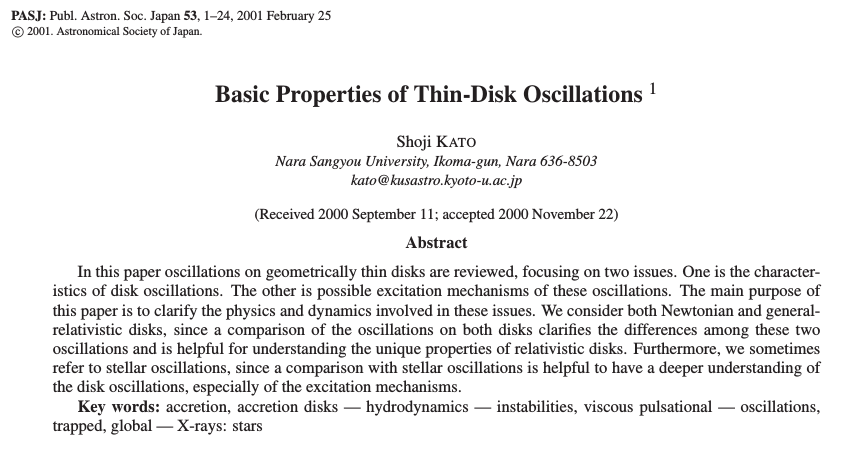 PASJ: Publ. Astron. Soc. Japan 53, 1–24, 2001 February 25
© 2001. Astronomical Society of Japan.
Basic Properties of Thin-Disk Oscillations 1
Shoji KATO
Nara Sangyou University, Ikoma-gun, Nara 636-8503
kato@kusastro.kyoto-u.ac.jp
(Received 2000 September 11; accepted 2000 November 22)
Abstract
In this paper oscillations on geometrically thin disks are reviewed, focusing on two issues. One is the character-
istics of disk oscillations. The other is possible excitation mechanisms of these oscillations. The main purpose of
this paper is to clarify the physics and dynamics involved in these issues. We consider both Newtonian and general-
relativistic disks, since a comparison of the oscillations on both disks clarifies the differences among these two
oscillations and is helpful for understanding the unique properties of relativistic disks. Furthermore, we sometimes
refer to stellar oscillations, since a comparison with stellar oscillations is helpful to have a deeper understanding of
the disk oscillations, especially of the excitation mechanisms.
Key words: accretion, accretion disks — hydrodynamics — instabilities, viscous pulsational — oscillations,
trapped, global — X-rays: stars